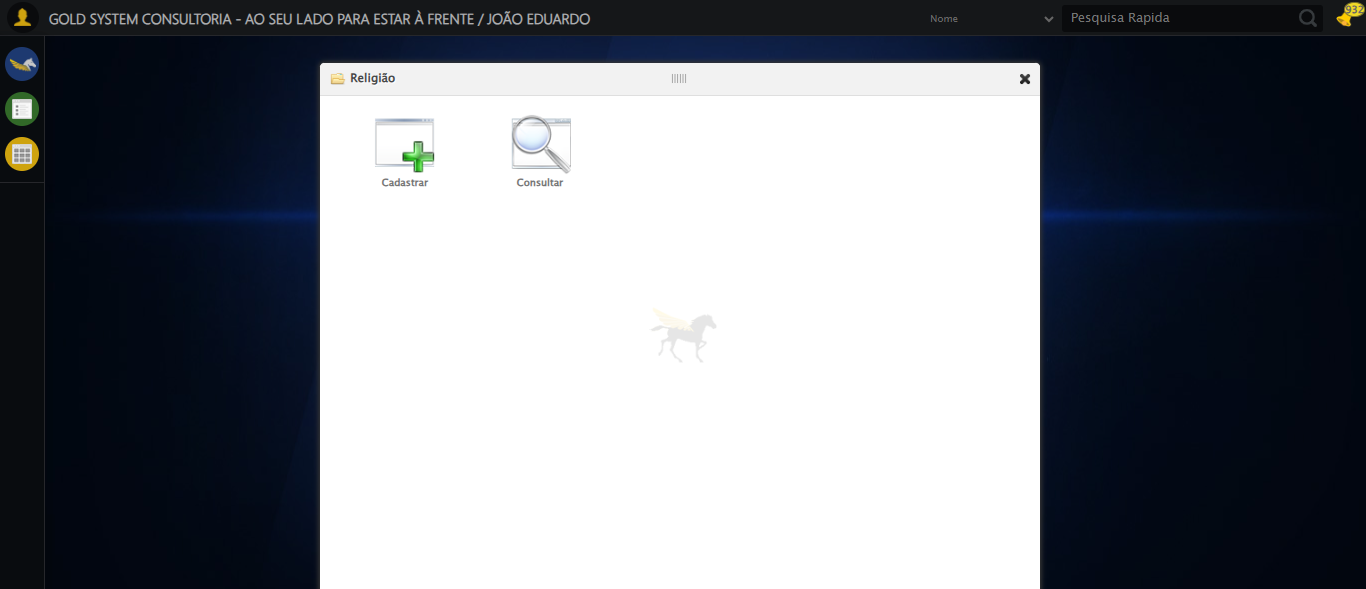 GOLD SYSTEM CONSULTORIA - AO SEU LADO PARA ESTAR À FRENTE / JOÃO EDUARDO
Nome
Pesquisa Rapida
932
Religião
Cadastrar
Consultar